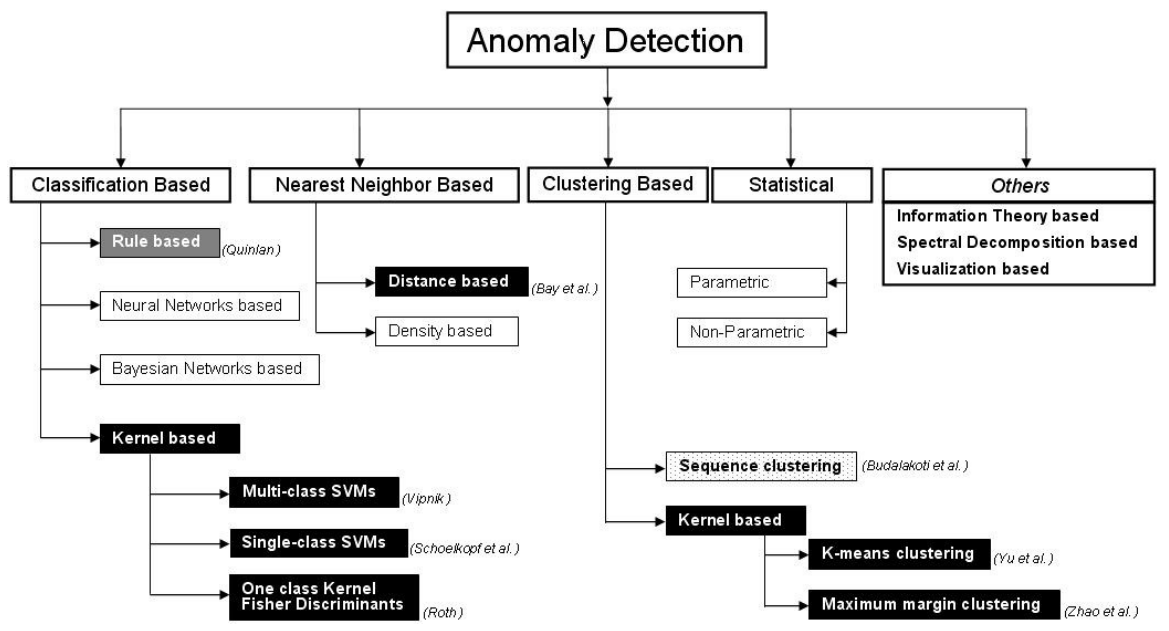 Anomaly Detection
Classification Based
Nearest Neighbor Based
Clustering Based
Statistical
Others
Information Theory based
Spectral Decomposition based
Visualization based
Rule based
(Quinlan)
Neural Networks based
Bayesian Networks based
Kernel based
Multi-class SVMs
(Vipnik)
Single-class SVMs
(Schoelkopf et al.)
One class Kernel
Fisher Discriminants
(Roth)
Distance based
(Bay et al.)
Density based
Sequence clustering
(Budalakoti et al.)
Kernel based
K-means clustering
(Yu et al.)
Maximum margin clustering
(Zhao et al.)
Parametric
Non-Parametric